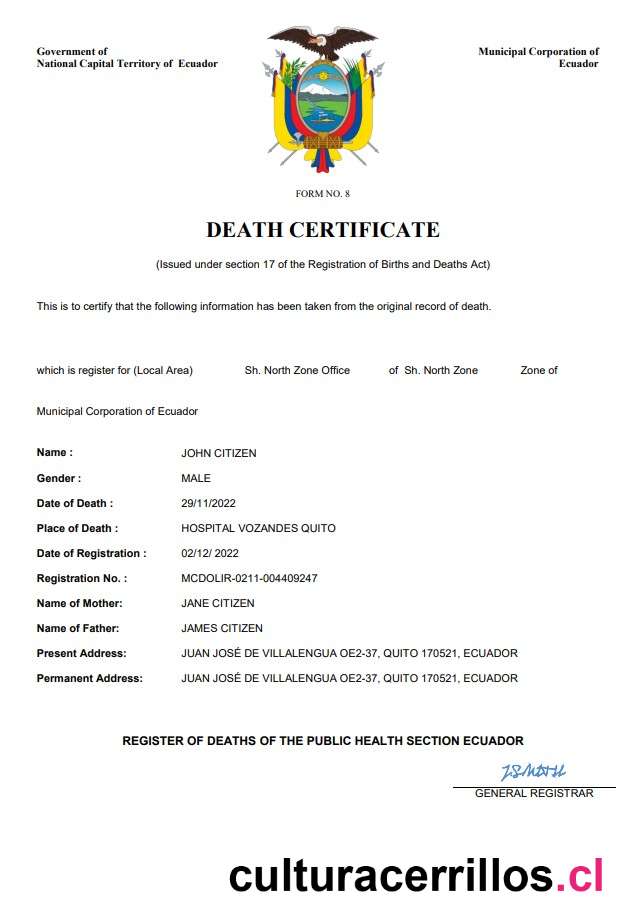 Government of
National Capital Territory of Ecuador
Municipal Corporation of
Ecuador
FORM NO. 8
DEATH CERTIFICATE
(Issued under section 17 of the Registration of Births and Deaths Act)
This is to certify that the following information has been taken from the original record of death.
which is register for (Local Area) Sh. North Zone Office of Sh. North Zone Zone of
Municipal Corporation of Ecuador
Name : JOHN CITIZEN
Gender : MALE
Date of Death : 29/11/2022
Place of Death : HOSPITAL VOZANDES QUITO
Date of Registration : 02/12/ 2022
Registration No. : MCDOLIR-0211-004409247
Name of Mother: JANE CITIZEN
Name of Father: JAMES CITIZEN
Present Address: JUAN JOSÉ DE VILLALENGUA OE2-37, QUITO 170521, ECUADOR
Permanent Address: JUAN JOSÉ DE VILLALENGUA OE2-37, QUITO 170521, ECUADOR
REGISTER OF DEATHS OF THE PUBLIC HEALTH SECTION ECUADOR
GENERAL REGISTRAR
culturacerrillos.cl